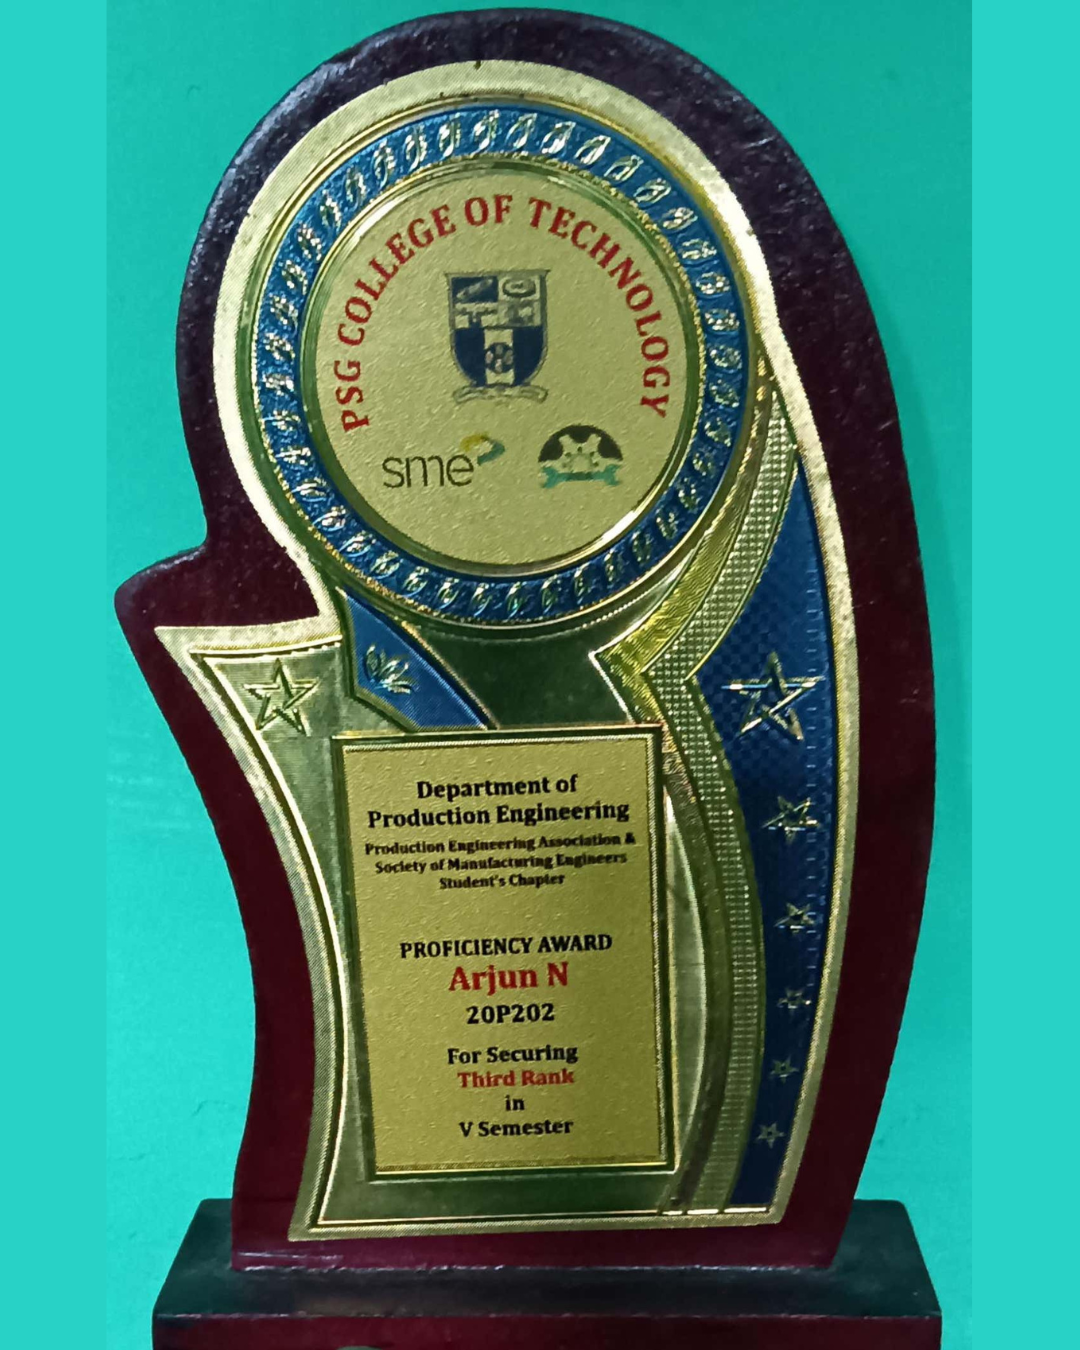 PSG COLLEGE OF TECHNOLOGY
sme
Department of
Production Engineering
Production Engineering Association &
Society of Manufacturing Engineers
Student's Chapter
PROFICIENCY AWARD
Arjun N
20P202
For Securing
Third Rank
in
V Semester